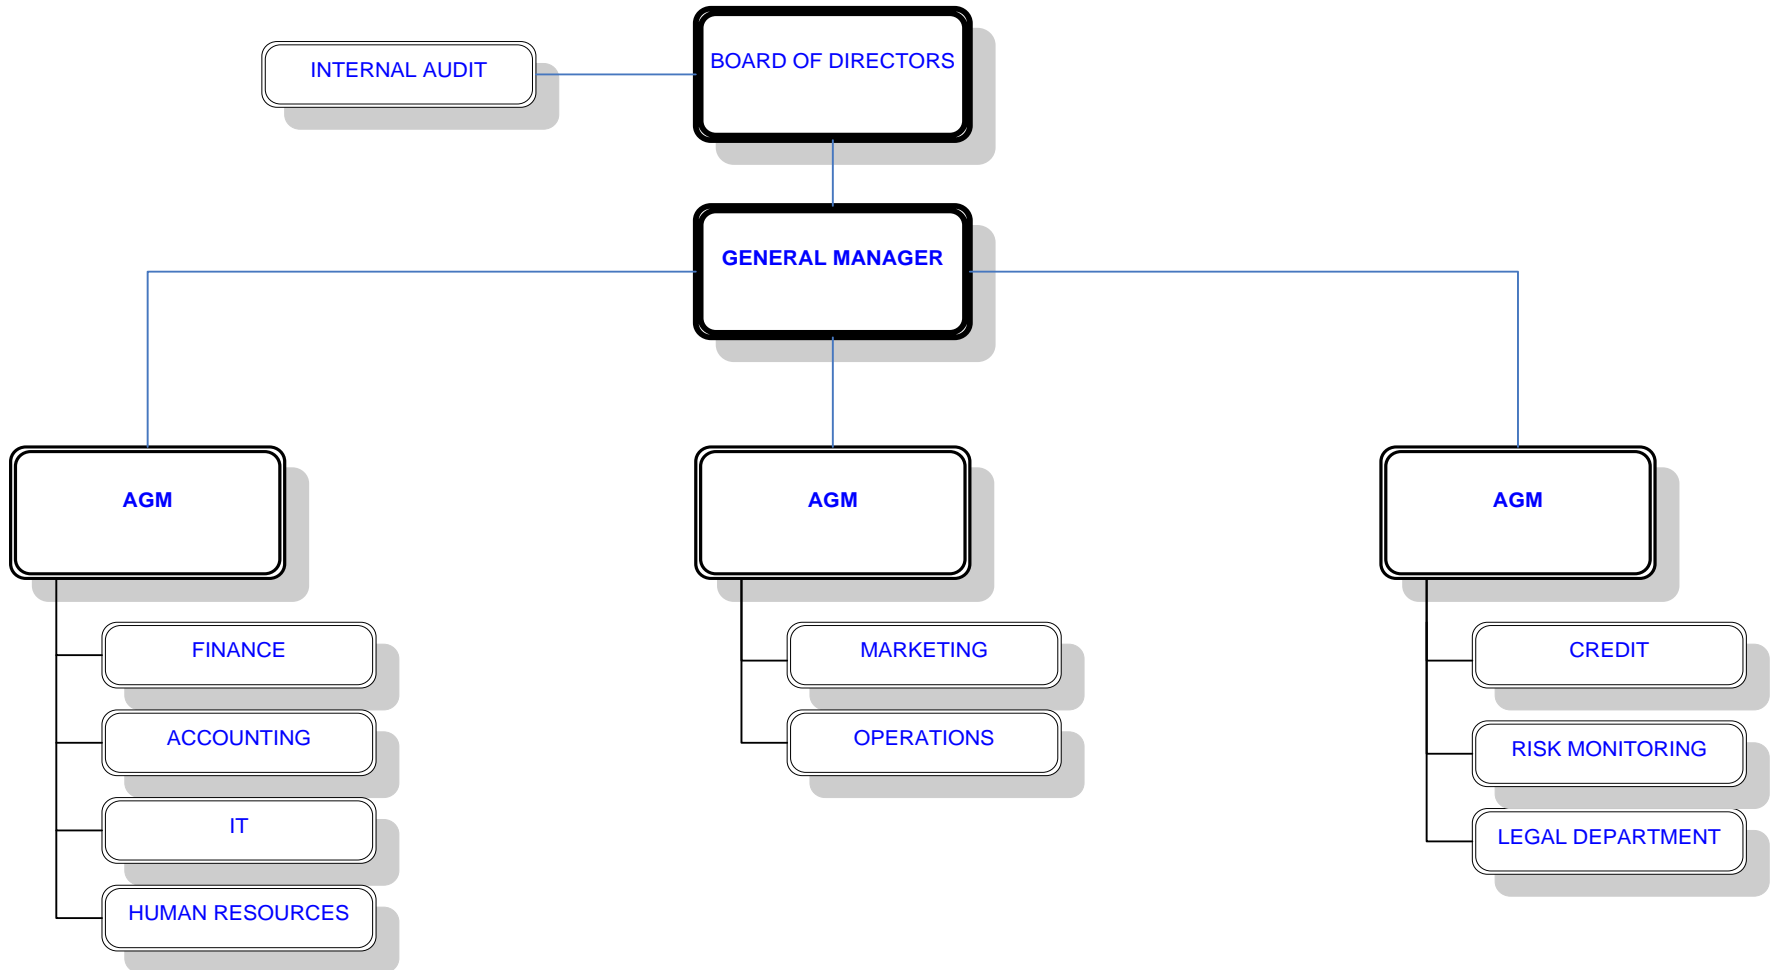 INTERNAL AUDIT
BOARD OF DIRECTORS
GENERAL MANAGER
AGM
FINANCE
ACCOUNTING
IT
HUMAN RESOURCES
AGM
MARKETING
OPERATIONS
AGM
CREDIT
RISK MONITORING
LEGAL DEPARTMENT